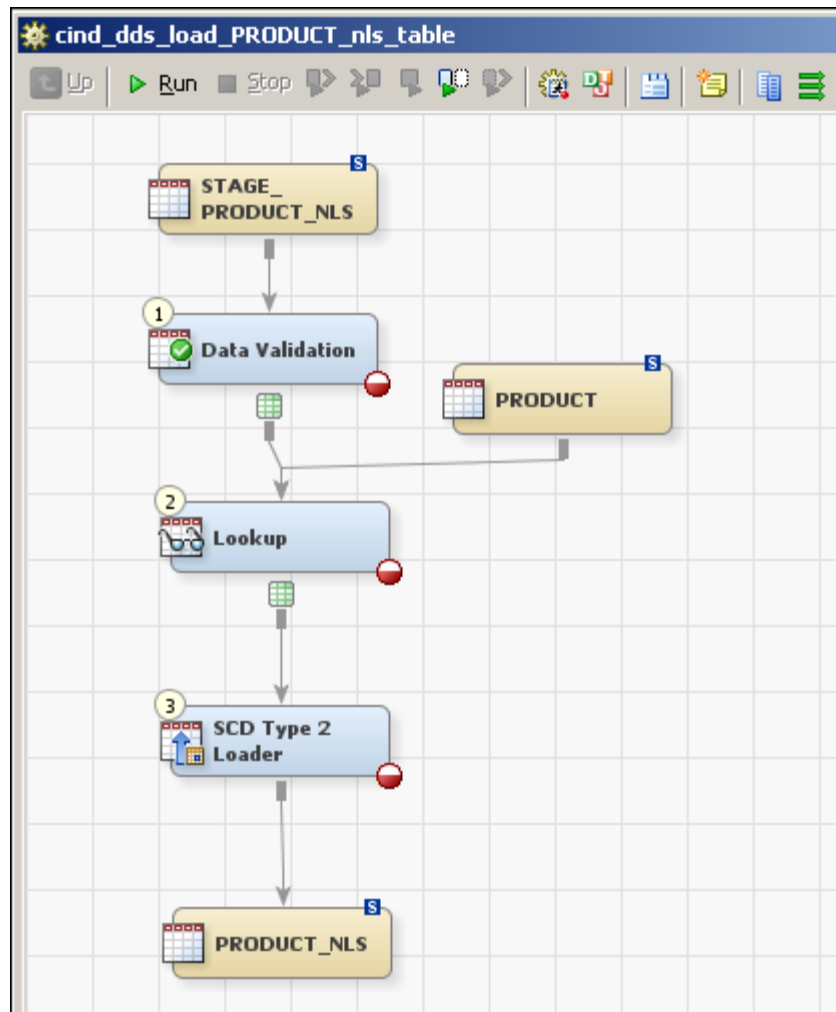 cind_dds_load_PRODUCT_nls_table
Up Run Stop
S
STAGE_
PRODUCT_NLS
1
Data Validation
S
PRODUCT
2
Lookup
3
SCD Type 2
Loader
S
PRODUCT_NLS